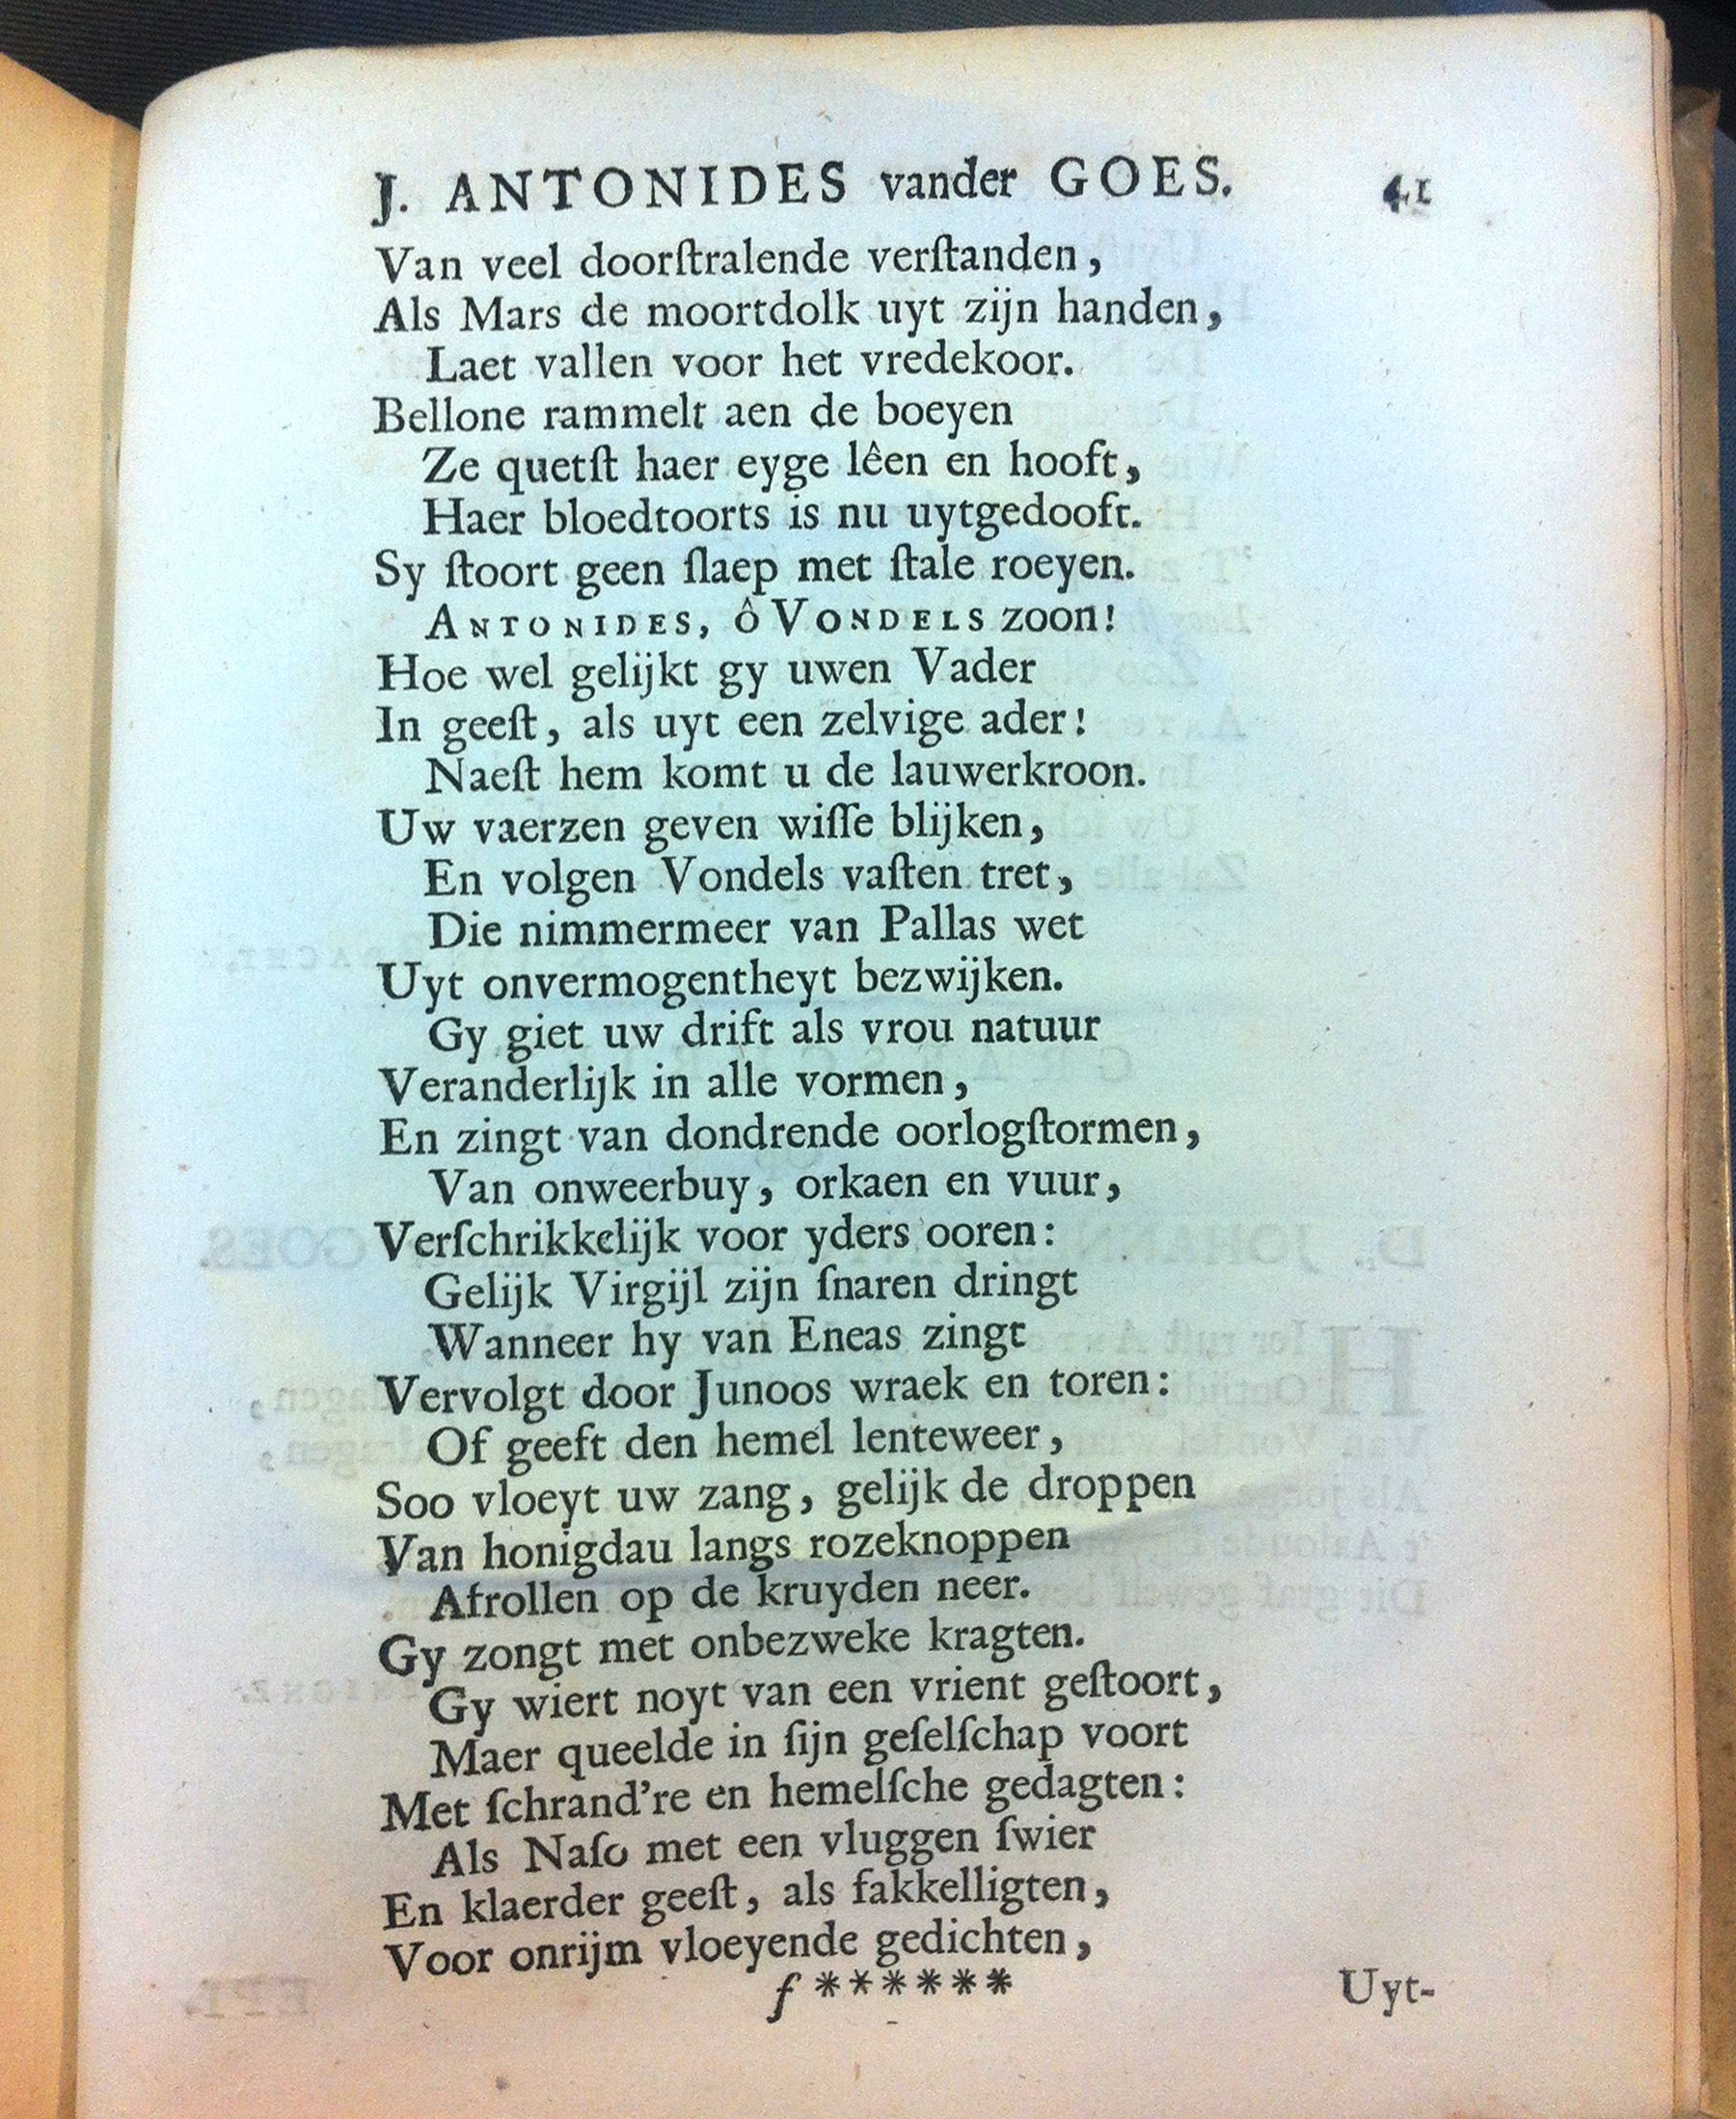 J. ANTONIDES vander GOES. 41
Van veel doorſtralende verſtanden,
Als Mars de moortdolk uyt zijn handen,
Laet vallen voor het vredekoor.
Bellone rammelt aen de boeyen
Ze quetſt haer eyge lêen en hooft,
Haer bloedtoorts is nu uytgedooft.
Sy ſtoort geen ſlaep met ſtale roeyen.
ANTONIDES, ô VONDELS zoon!
Hoe wel gelijkt gy uwen Vader
In geeſt, als uyt een zelvige ader!
Naeſt hem komt u de lauwerkroon.
Uw vaerzen geven wiſſe blijken,
En volgen Vondels vaſten tret,
Die nimmermeer van Pallas wet
Uyt onvermogentheyt bezwijken.
Gy giet uw drift als vrou natuur
Veranderlijk in alle vormen,
En zingt van dondrende oorlogſtormen,
Van onweerbuy, orkaen en vuur,
Verſchrikkelijk voor yders ooren:
Gelijk Virgijl zijn ſnaren dringt
Wanneer hy van Eneas zingt
Vervolgt door Junoos wraek en toren:
Of geeft den hemel lenteweer,
Soo vloeyt uw zang, gelijk de droppen
Van honigdau langs rozeknoppen
Afrollen op de kruyden neer.
Gy zongt met onbezweke kragten.
Gy wiert noyt van een vrient geſtoort,
Maer queelde in ſijn geſelſchap voort
Met ſchrand're en hemelſche gedagten:
Als Naſo met een vluggen ſwier
En klaerder geeſt, als fakkelligten,
Voor onrijm vloeyende gedichten,
f ****** Uyt-